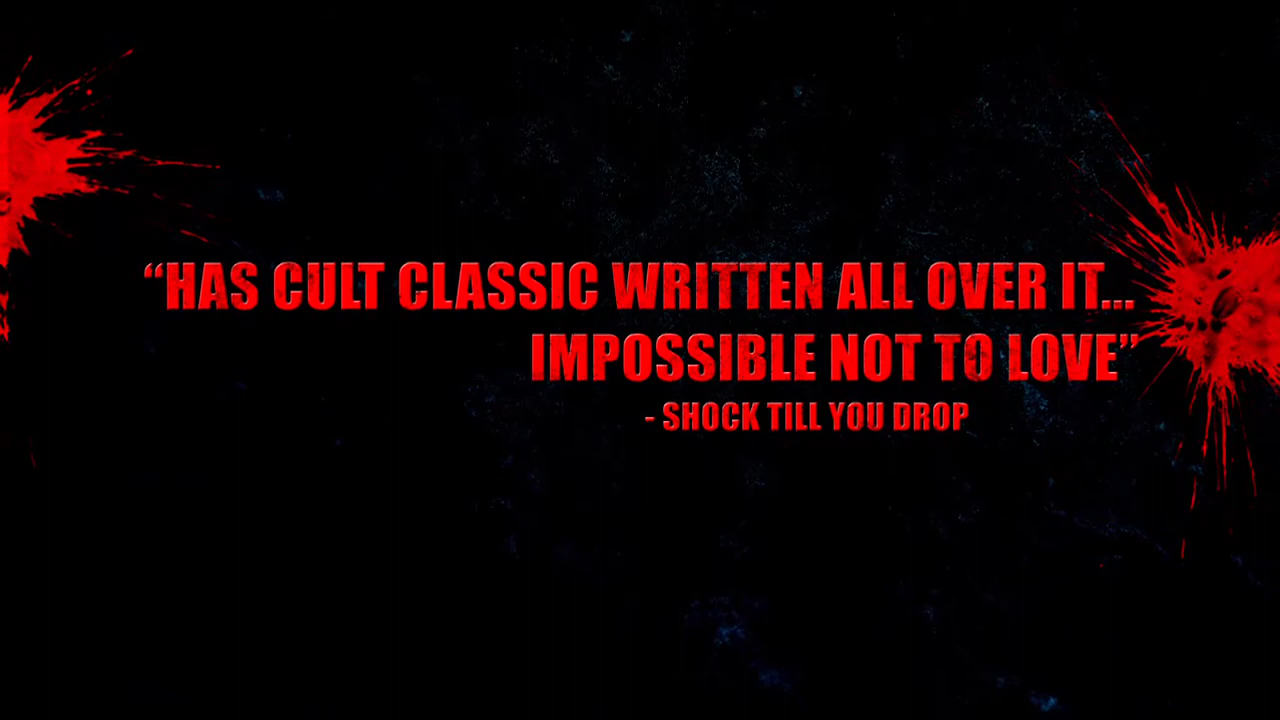 “HAS CULT CLASSIC WRITTEN ALL OVER IT...
IMPOSSIBLE NOT TO LOVE”
- SHOCK TILL YOU DROP